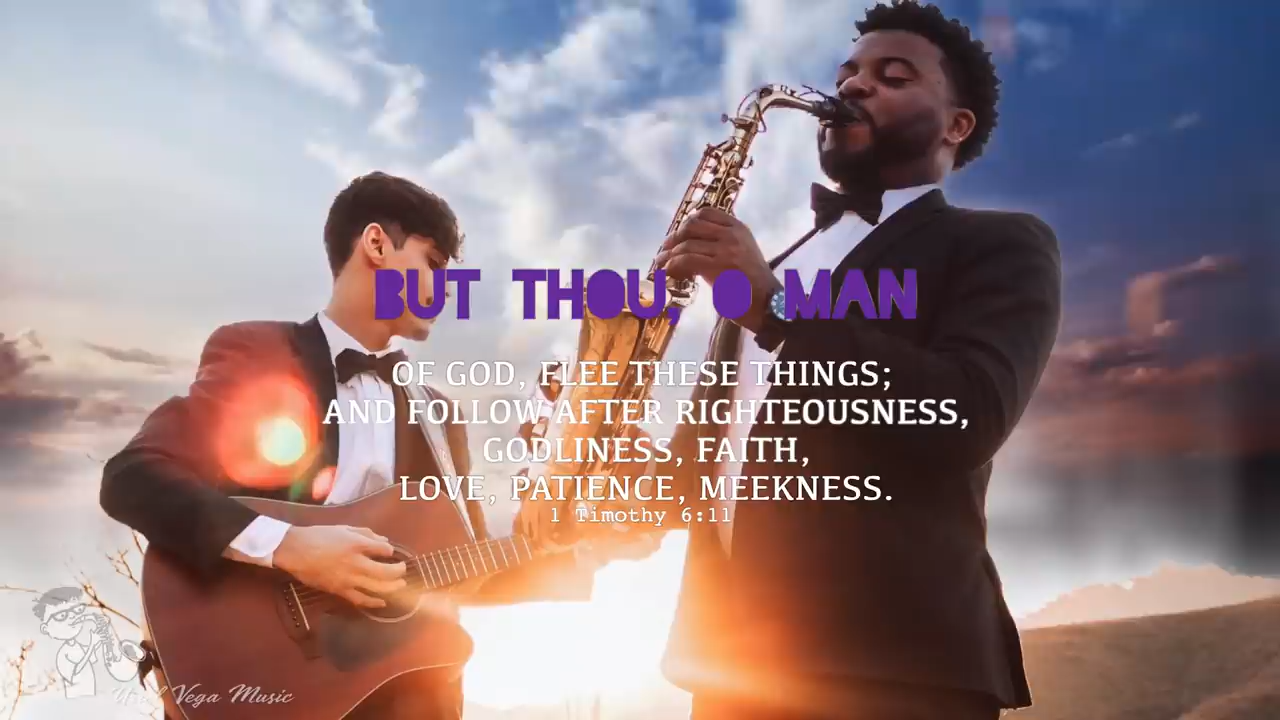 BUT THOU, O MAN
OF GOD, FLEE THESE THINGS;
AND FOLLOW AFTER RIGHTEOUSNESS,
GODLINESS, FAITH,
LOVE, PATIENCE, MEEKNESS.
1 Timothy 6:11
Vega Music